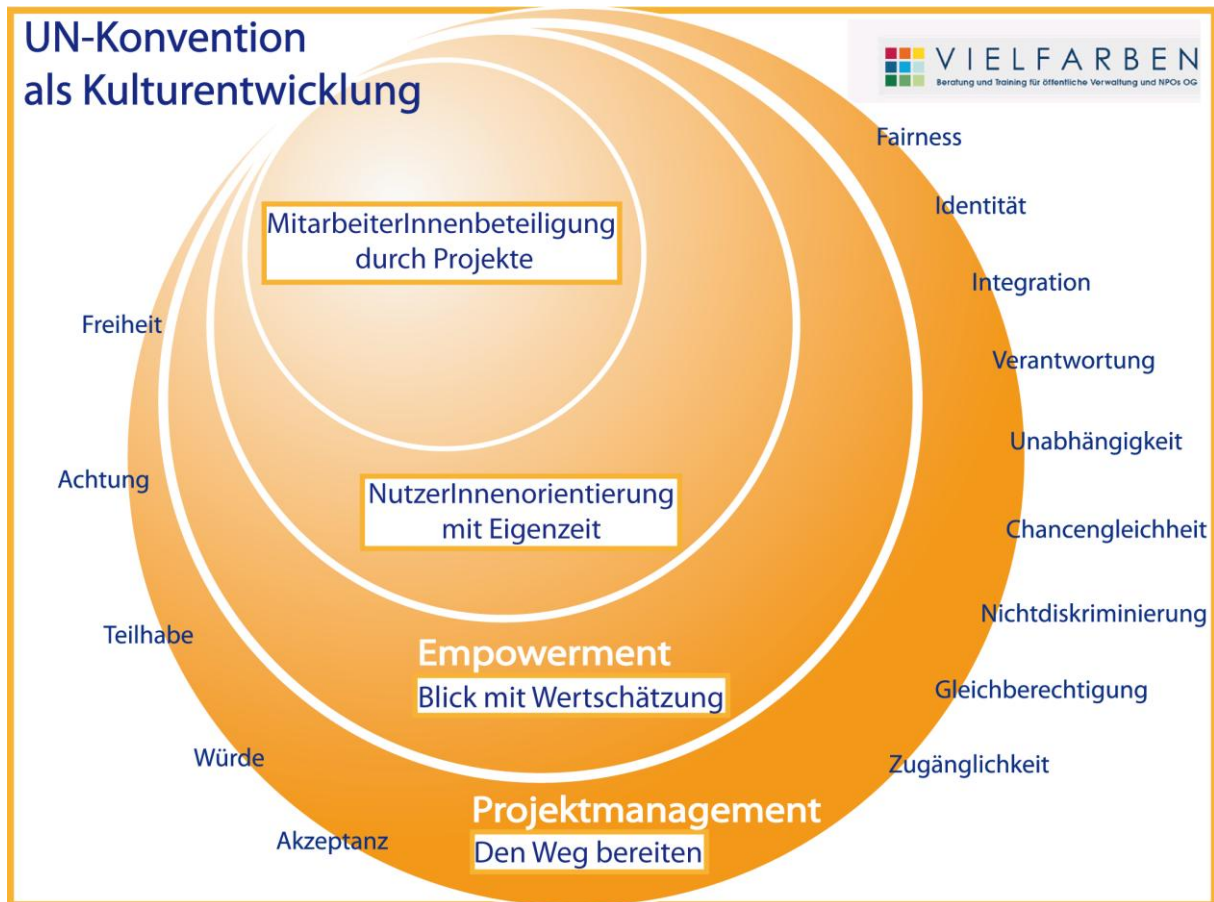 UN-Konvention
als Kulturentwicklung
VIELFARBEN
Beratung und Training für öffentliche Verwaltung und NPOs OG
Fairness
Identität
MitarbeiterInnenbeteiligung
durch Projekte
Integration
Freiheit
Verantwortung
Unabhängigkeit
Achtung
NutzerInnenorientierung
mit Eigenzeit
Chancengleichheit
Nichtdiskriminierung
Teilhabe
Empowerment
Blick mit Wertschätzung
Gleichberechtigung
Würde
Zugänglichkeit
Projektmanagement
Den Weg bereiten
Akzeptanz